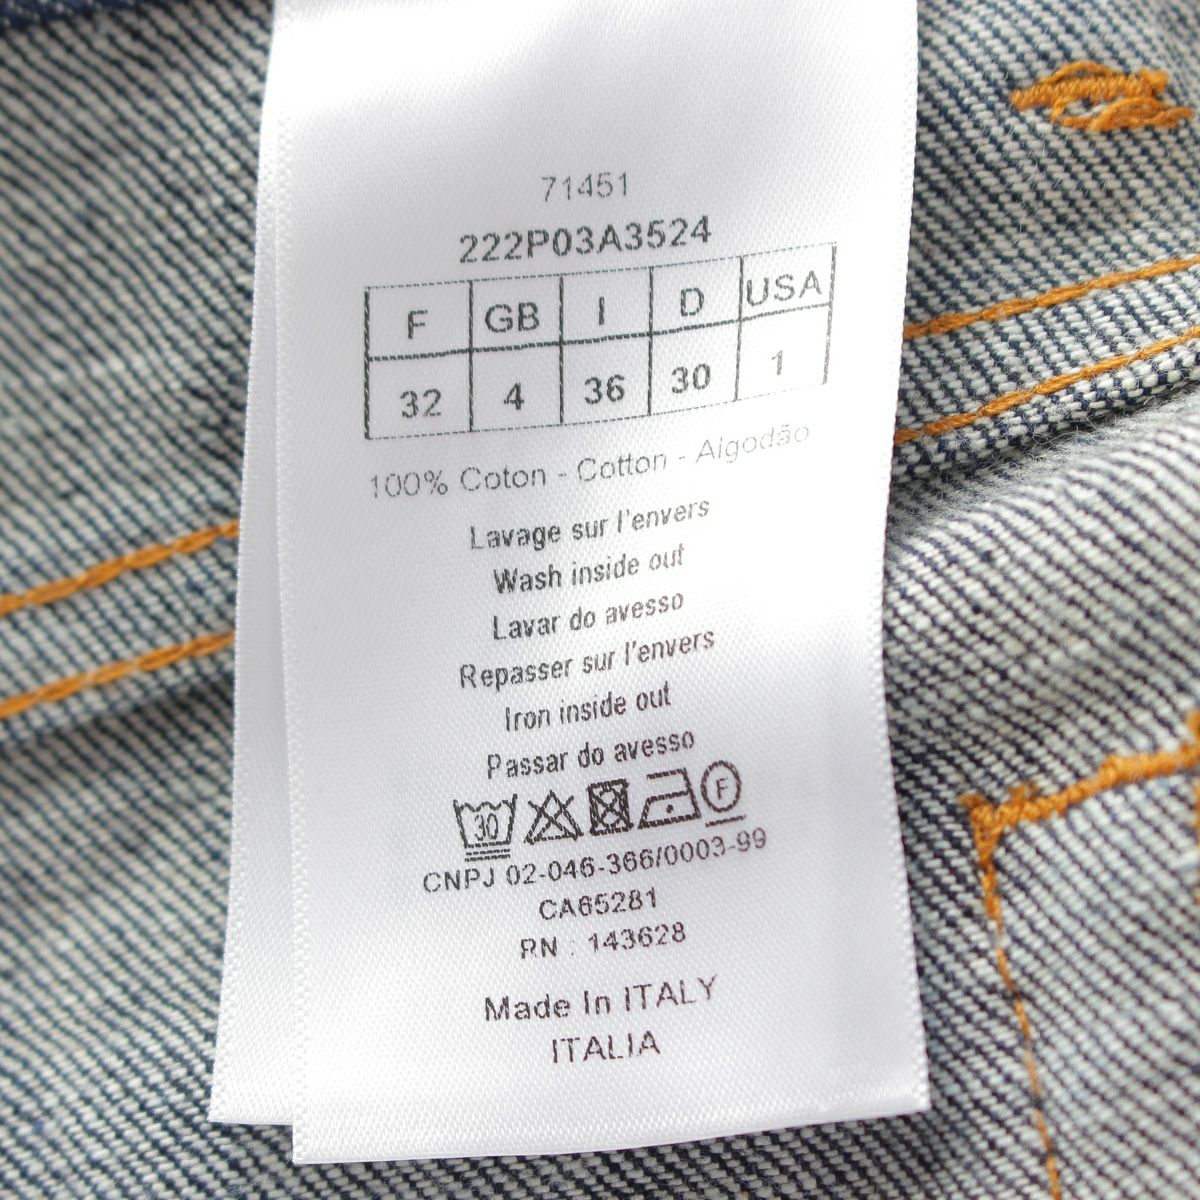 71451
222P03A3524
F GB I D USA
32 4 36 30 1
100% Coton - Cotton - Algodão
Lavage sur l'envers
Wash inside out
Lavar do avesso
Repasser sur l'envers
Iron inside out
Passar do avesso
30 F
CNPJ 02-046-366/0003-99
CA65281
RN : 143628
Made In ITALY
ITALIA